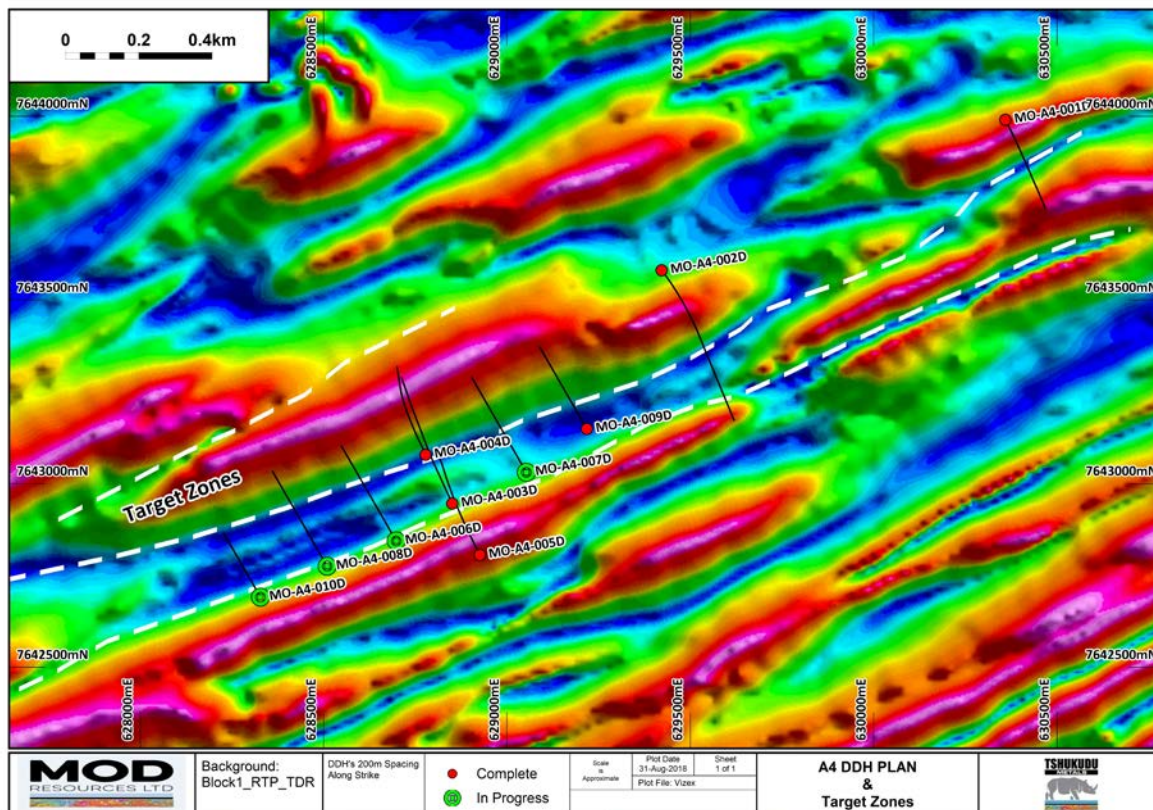 0 0.2 0.4km
628500mE
629000mE
629500mE
630000mE
630500mE
7644000mN
MO-A4-001D
7644000mN
MO-A4-002D
7643500mN
7643500mN
MO-A4-009D
MO-A4-004D
MO-A4-007D
7643000mN
7643000mN
Target Zones
MO-A4-003D
MO-A4-006D
MO-A4-005D
MO-A4-008D
MO-A4-010D
7642500mN
7642500mN
628000mE
628500mE
629000mE
629500mE
630000mE
630500mE
MOD
RESOURCES LTD
Background:
Block1_RTP_TDR
DDH's 200m Spacing
Along Strike
Complete
In Progress
Scale
is
Approximate
Plot Date
31-Aug-2018
Sheet
1 of 1
Plot File: Vizex
A4 DDH PLAN
&
Target Zones
TSHUKUDU
METALS